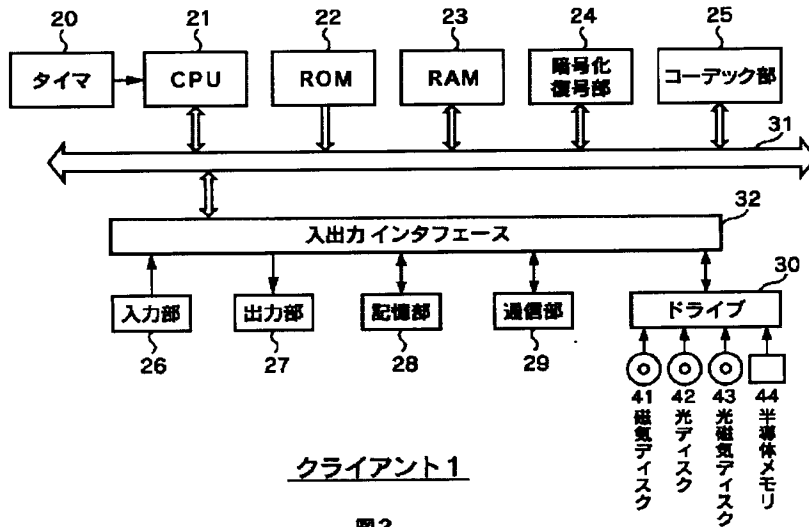 20
21
22
23
24
25
タイマ
CPU
ROM
RAM
暗号化
復号部
コーデック部
31
32
入出力インタフェース
30
入力部
出力部
記憶部
通信部
ドライブ
26
27
28
29
41
42
43
44
磁気ディスク
光ディスク
光磁気ディスク
半導体メモリ
クライアント1
図2